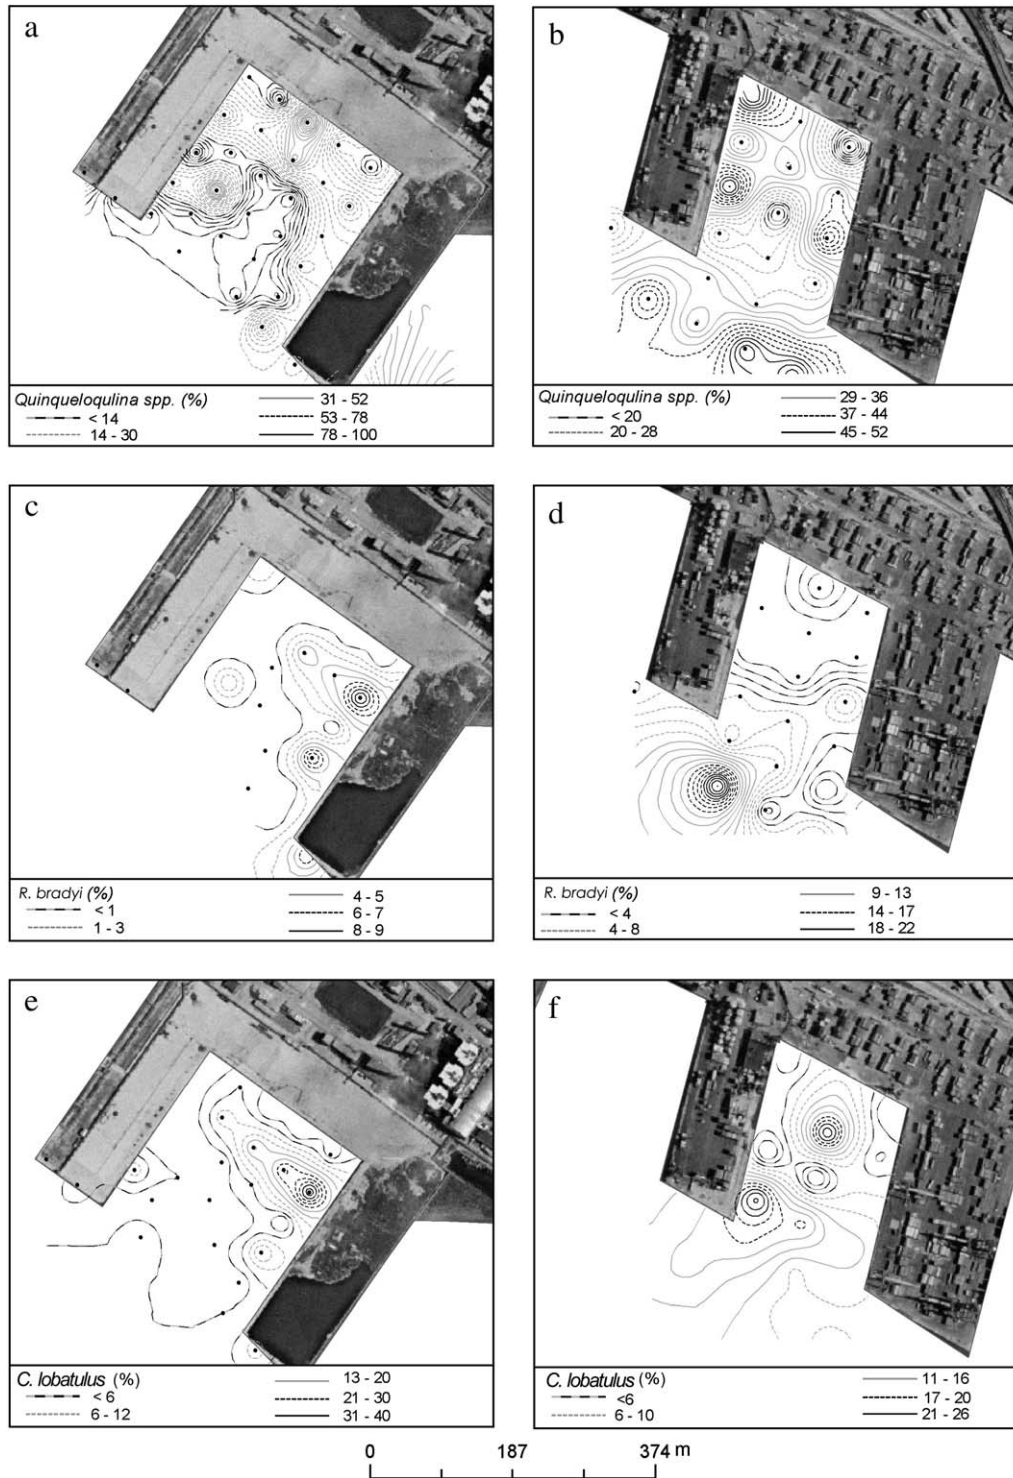 a
Quinqueloqulina spp. (%)
< 14
14 - 30
31 - 52
53 - 78
78 - 100
b
Quinqueloqulina spp. (%)
< 20
20 - 28
29 - 36
37 - 44
45 - 52
c
R. bradyi (%)
< 1
1 - 3
4 - 5
6 - 7
8 - 9
d
R. bradyi (%)
< 4
4 - 8
9 - 13
14 - 17
18 - 22
e
C. lobatulus (%)
< 6
6 - 12
13 - 20
21 - 30
31 - 40
f
C. lobatulus (%)
<6
6 - 10
11 - 16
17 - 20
21 - 26
0 187 374 m